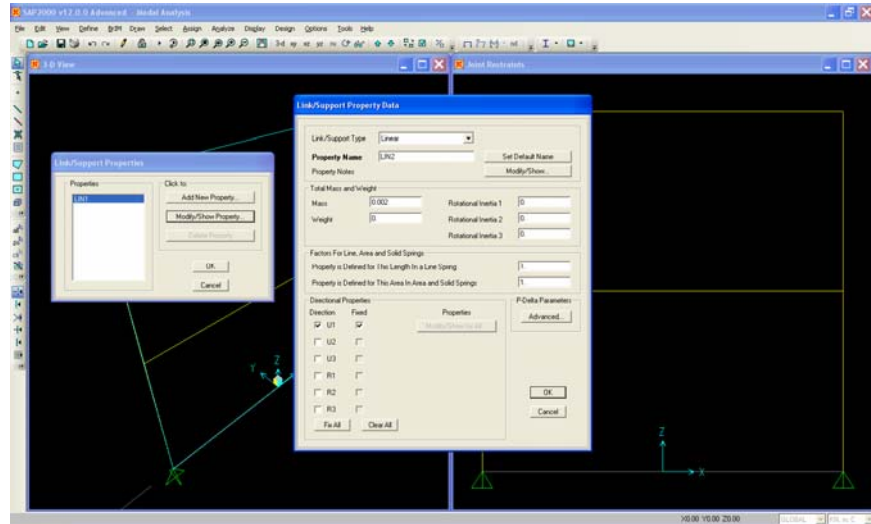 SAP2000 v12.0.0 Advanced - Modal Analysis
File Edit View Define Bridge Draw Select Assign Analyze Display Design Options Tools Help
3-D View
Joint Restraints
Link/Support Properties
Properties
LIN1
Click to:
Add New Property...
Modify/Show Property...
Delete Property
OK
Cancel
Link/Support Property Data
Link/Support Type Linear
Property Name LIN2 Set Default Name
Property Notes Modify/Show...
Total Mass and Weight
Mass 0.002 Rotational Inertia 1 0.
Weight 0. Rotational Inertia 2 0.
Rotational Inertia 3 0.
Factors For Line, Area and Solid Springs
Property is Defined for This Length In a Line Spring 1.
Property is Defined for This Area In Area and Solid Springs 1.
Directional Properties
Direction Fixed Properties
U1 Modify/Show for All...
U2
U3
R1
R2
R3
Fix All Clear All
P-Delta Parameters
Advanced...
OK
Cancel
Y Z
Z
X
X0.00 Y0.00 Z0.00
GLOBAL